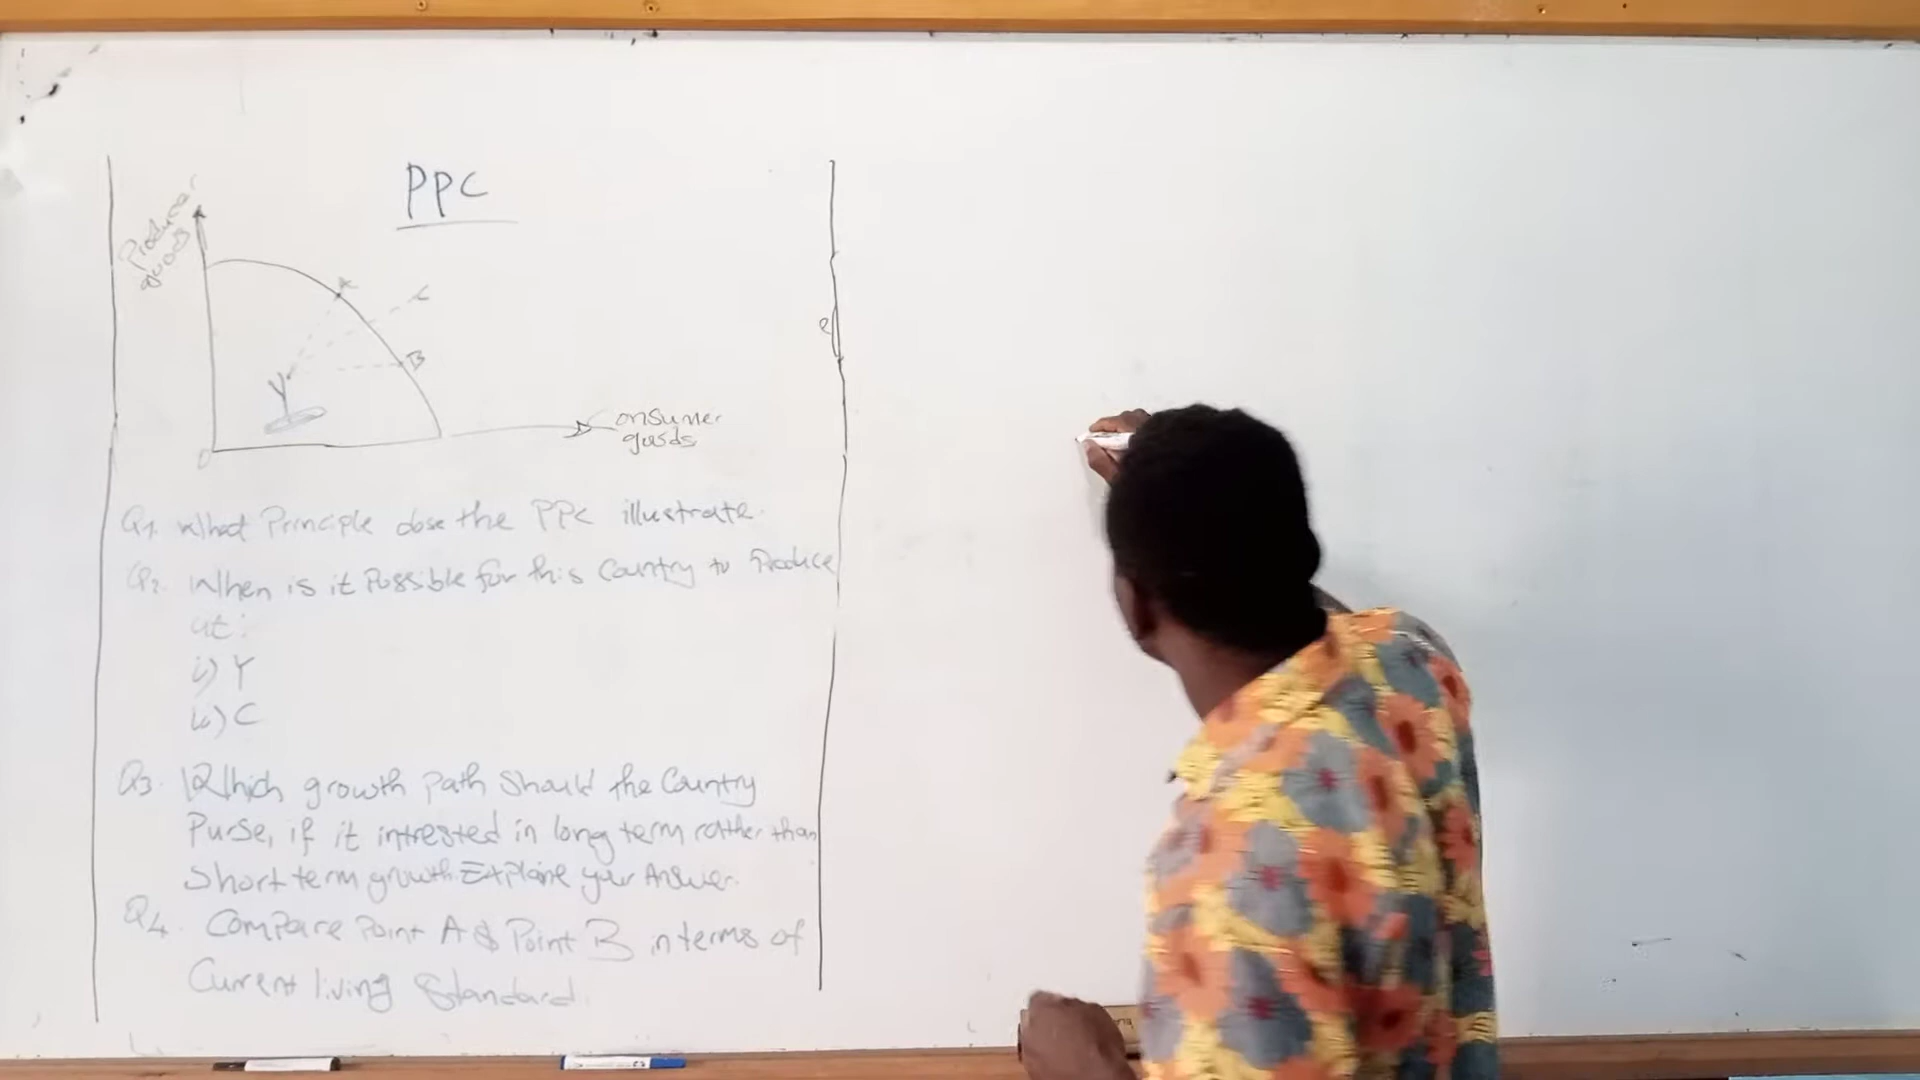 PPC
Producer
goods
A
C
B
Y
0
Consumer
goods
Q1. What Principle dose the PPC illustrate.
Q2. When is it Possible for this Country to Produce
at:
i) Y
ii) C
Q3. Which growth path Should the Country
Purse, if it intrested in long term ratther than
Short term growth. Explaine your Answer.
Q4. Compare Point A & Point B in terms of
Current living Standard.